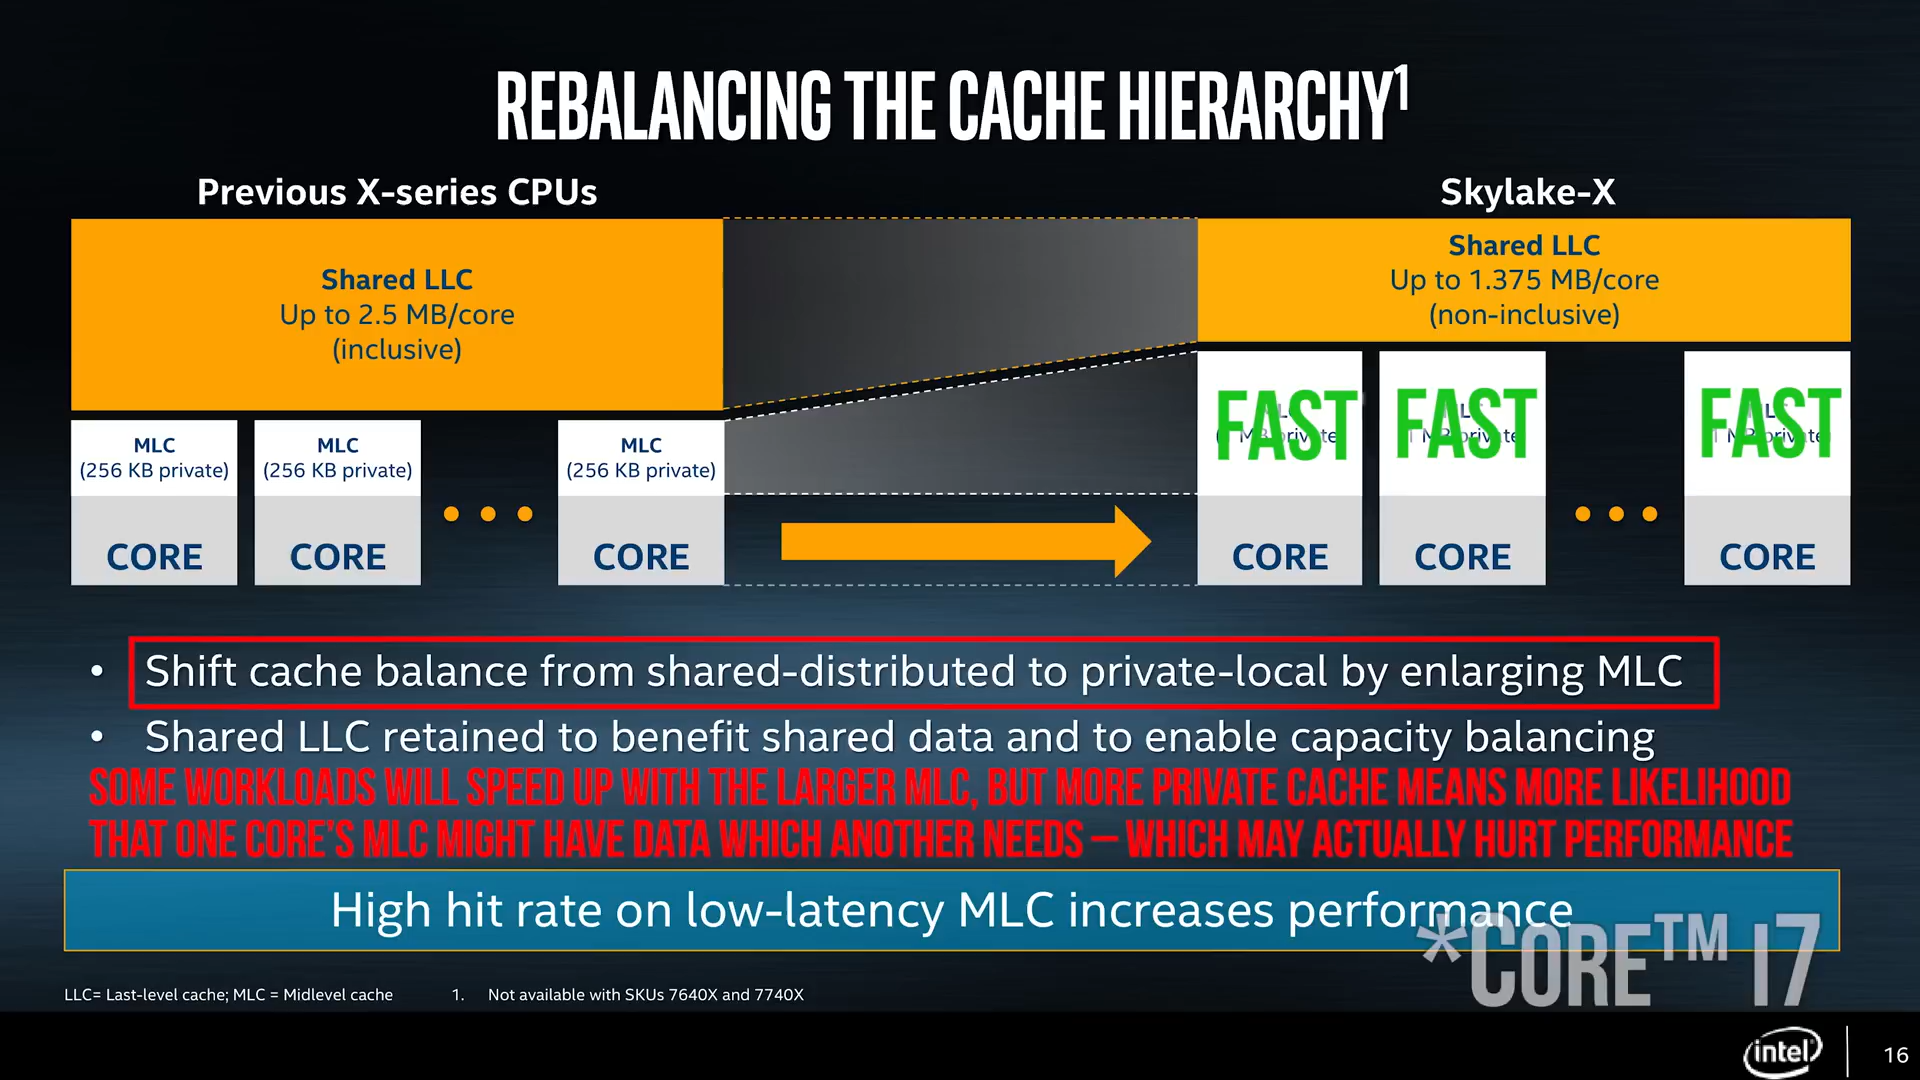 REBALANCING THE CACHE HIERARCHY¹
Previous X-series CPUs
Skylake-X
Shared LLC
Up to 2.5 MB/core
(inclusive)
Shared LLC
Up to 1.375 MB/core
(non-inclusive)
MLC
(256 KB private)
MLC
(256 KB private)
MLC
(256 KB private)
FAST
FAST
FAST
CORE
CORE
CORE
CORE
CORE
CORE
• Shift cache balance from shared-distributed to private-local by enlarging MLC
• Shared LLC retained to benefit shared data and to enable capacity balancing
SOME WORKLOADS WILL SPEED UP WITH THE LARGER MLC, BUT MORE PRIVATE CACHE MEANS MORE LIKELIHOOD
THAT ONE CORE'S MLC MIGHT HAVE DATA WHICH ANOTHER NEEDS – WHICH MAY ACTUALLY HURT PERFORMANCE
High hit rate on low-latency MLC increases performance
*CORE™ I7
LLC= Last-level cache; MLC = Midlevel cache
1. Not available with SKUs 7640X and 7740X
intel
16